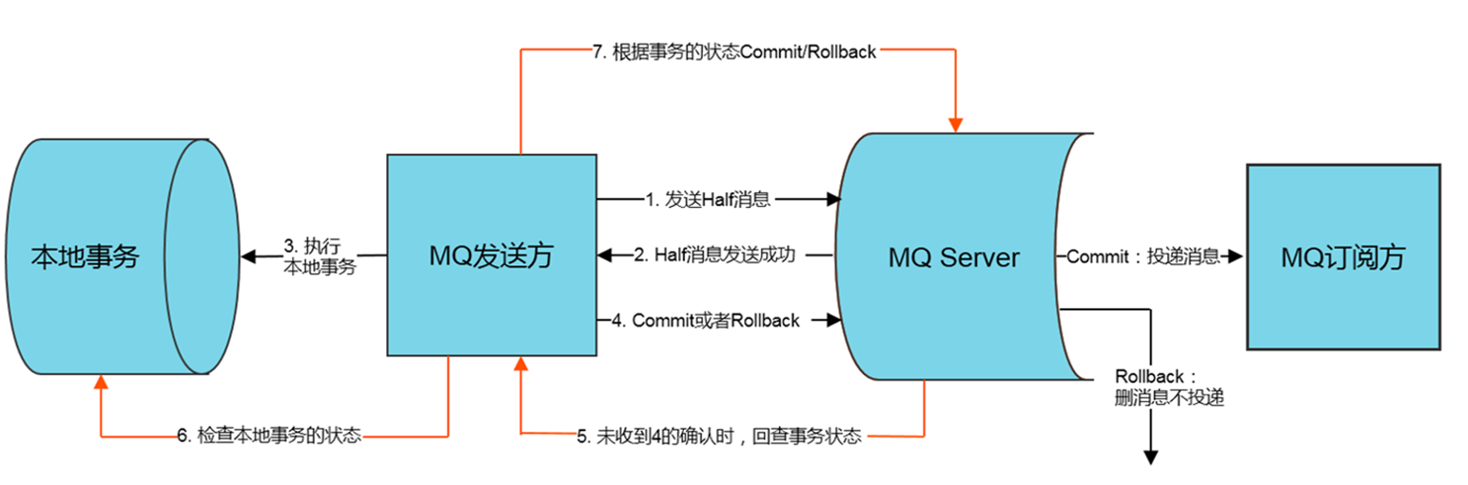 7. 根据事务的状态Commit/Rollback
1. 发送Half消息
本地事务
3. 执行
本地事务
MQ发送方
2. Half消息发送成功
MQ Server
Commit：投递消息
MQ订阅方
4. Commit或者Rollback
Rollback：
删消息不投递
6. 检查本地事务的状态
5. 未收到4的确认时，回查事务状态